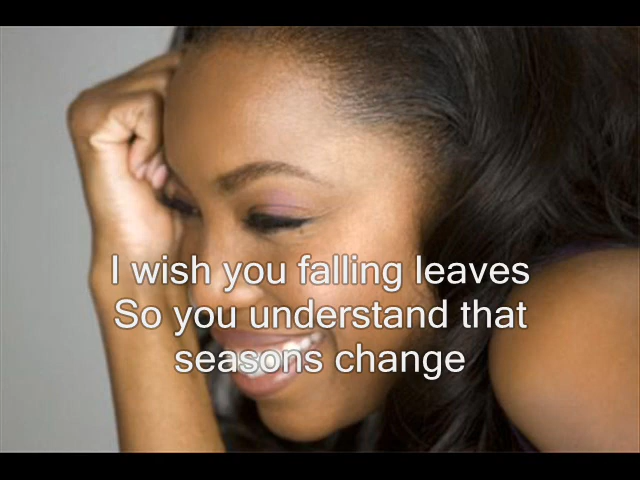 I wish you falling leaves
So you understand that
seasons change